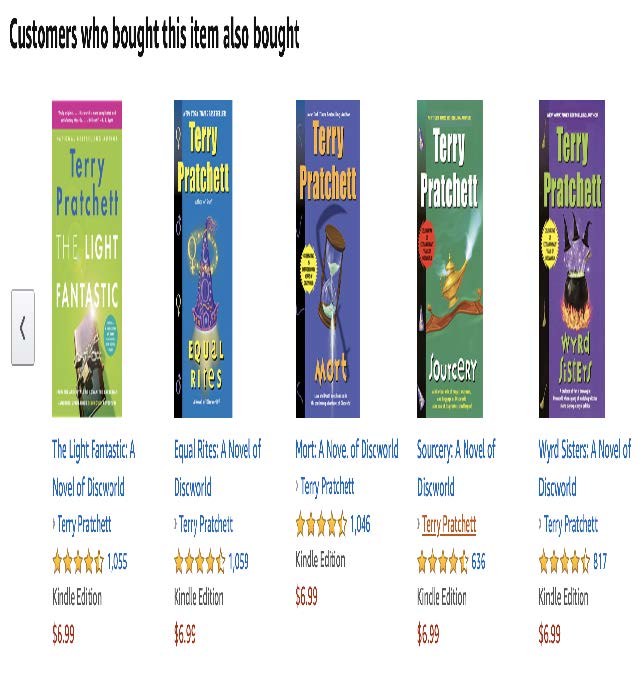 Customers who bought this item also bought
NATIONAL BESTSELLING AUTHOR
Terry
Pratchett
THE LIGHT
FANTASTIC
Terry
Pratchett
EQUAL
RITES
Terry
Pratchett
Mort
Terry
Pratchett
SOURCERY
Terry
Pratchett
WYRD
SISTERS
The Light Fantastic: A
Novel of Discworld
› Terry Pratchett
1,055
Kindle Edition
$6.99
Equal Rites: A Novel of
Discworld
› Terry Pratchett
1,059
Kindle Edition
$6.99
Mort: A Novel of Discworld
› Terry Pratchett
1,046
Kindle Edition
$6.99
Sourcery: A Novel of
Discworld
› Terry Pratchett
636
Kindle Edition
$6.99
Wyrd Sisters: A Novel of
Discworld
› Terry Pratchett
817
Kindle Edition
$6.99